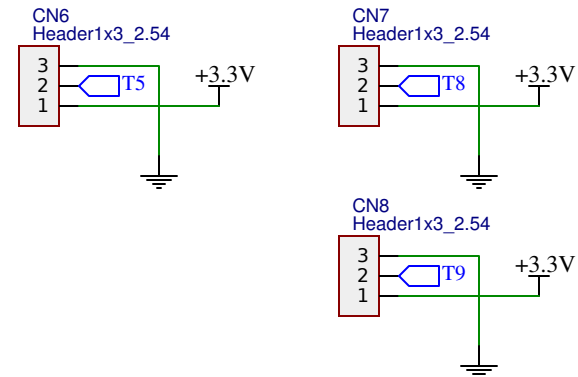 CN6
Header1x3_2.54
3
2
1
T5
+3.3V
CN7
Header1x3_2.54
3
2
1
T8
+3.3V
CN8
Header1x3_2.54
3
2
1
T9
+3.3V